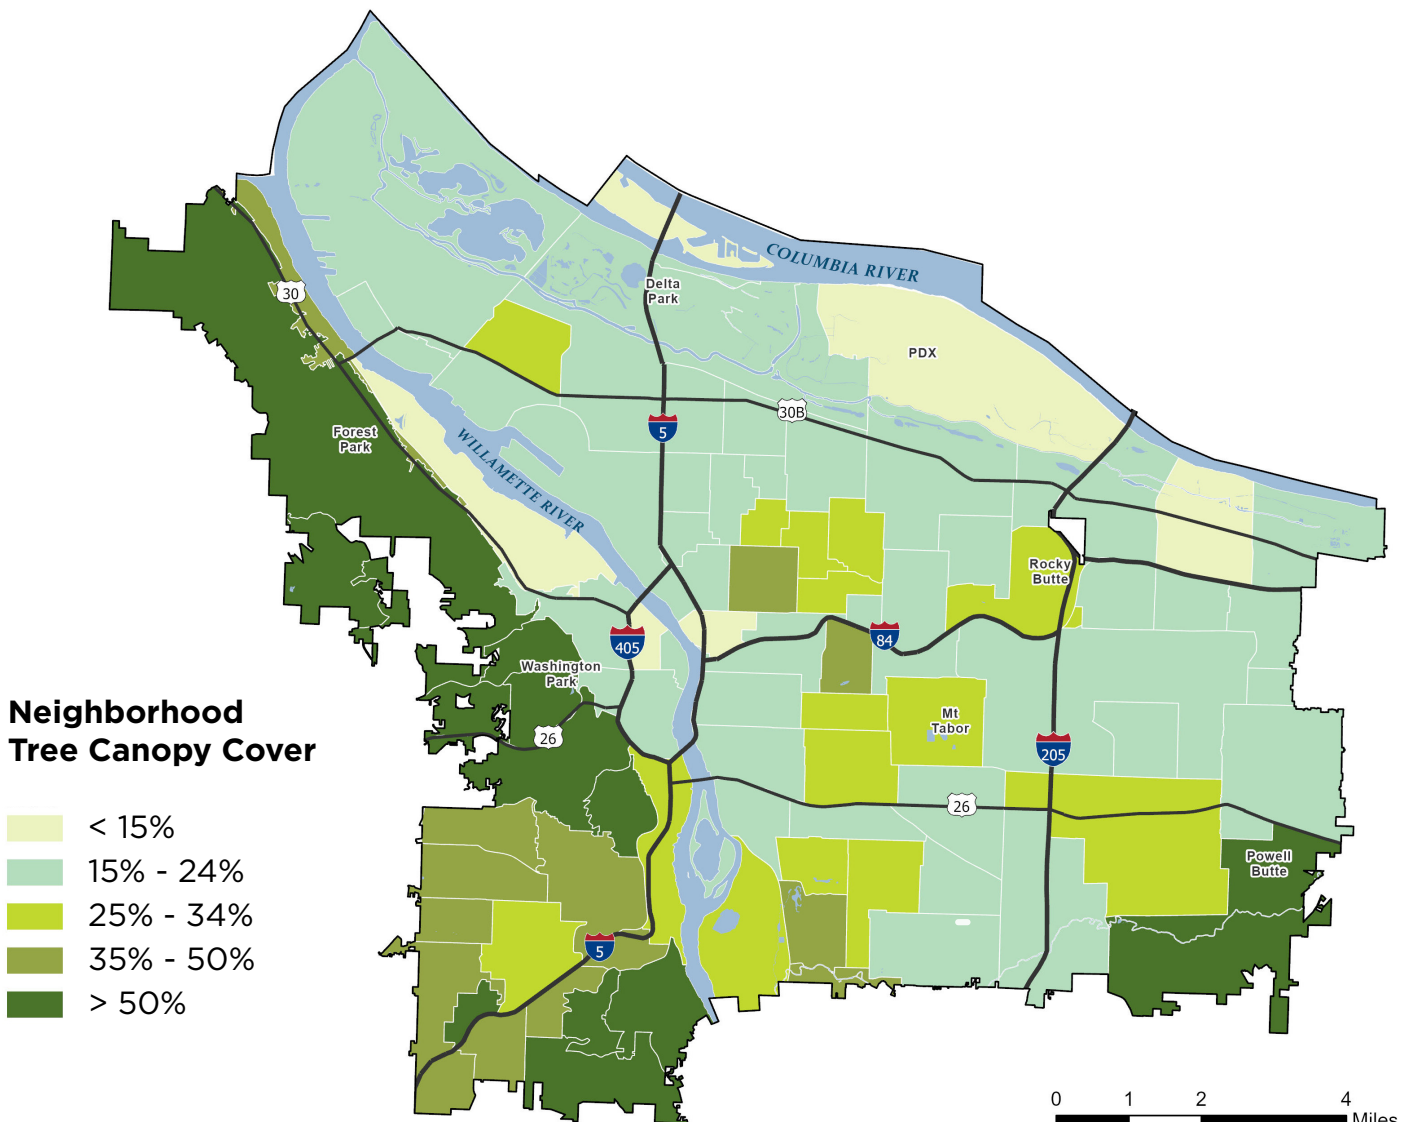 COLUMBIA RIVER
Delta
Park
30
PDX
30B
5
Forest
Park
WILLAMETTE RIVER
Rocky
Butte
84
405
Washington
Park
Neighborhood
Tree Canopy Cover
26
Mt
Tabor
205
26
< 15%
15% - 24%
25% - 34%
35% - 50%
> 50%
Powell
Butte
5
0 1 2 4
Miles